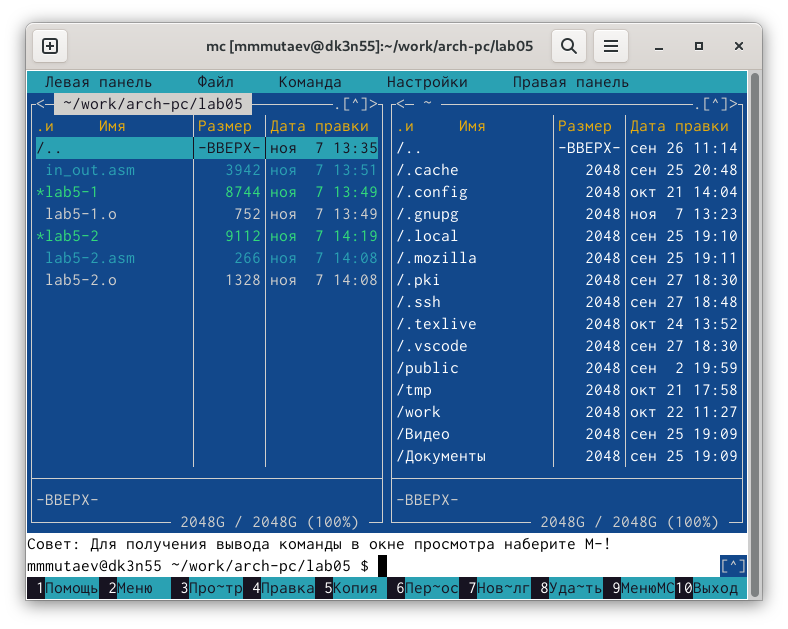 mc [mmmutaev@dk3n55]:~/work/arch-pc/lab05
Левая панель Файл Команда Настройки Правая панель
<─ ~/work/arch-pc/lab05 .[^]>
.и Имя Размер Дата правки
/.. -ВВЕРХ- ноя 7 13:35
in_out.asm 3942 ноя 7 13:51
*lab5-1 8744 ноя 7 13:49
lab5-1.o 752 ноя 7 13:49
*lab5-2 9112 ноя 7 14:19
lab5-2.asm 266 ноя 7 14:08
lab5-2.o 1328 ноя 7 14:08
-ВВЕРХ-
2048G / 2048G (100%)
<─ ~ .[^]>
.и Имя Размер Дата правки
/.. -ВВЕРХ- сен 26 11:14
/.cache 2048 сен 25 20:48
/.config 2048 окт 21 14:04
/.gnupg 2048 ноя 7 13:23
/.local 2048 сен 25 19:10
/.mozilla 2048 сен 25 19:11
/.pki 2048 сен 27 18:30
/.ssh 2048 сен 27 18:48
/.texlive 2048 окт 24 13:52
/.vscode 2048 сен 27 18:30
/public 2048 сен 2 19:59
/tmp 2048 окт 21 17:58
/work 2048 окт 22 11:27
/Видео 2048 сен 25 19:09
/Документы 2048 сен 25 19:09
-ВВЕРХ-
2048G / 2048G (100%)
Совет: Для получения вывода команды в окне просмотра наберите M-!
mmmutaev@dk3n55 ~/work/arch-pc/lab05 $ [^]
1Помощь 2Меню 3Про~тр 4Правка 5Копия 6Пер~ос 7Нов~лг 8Уда~ть 9МенюMC 10Выход